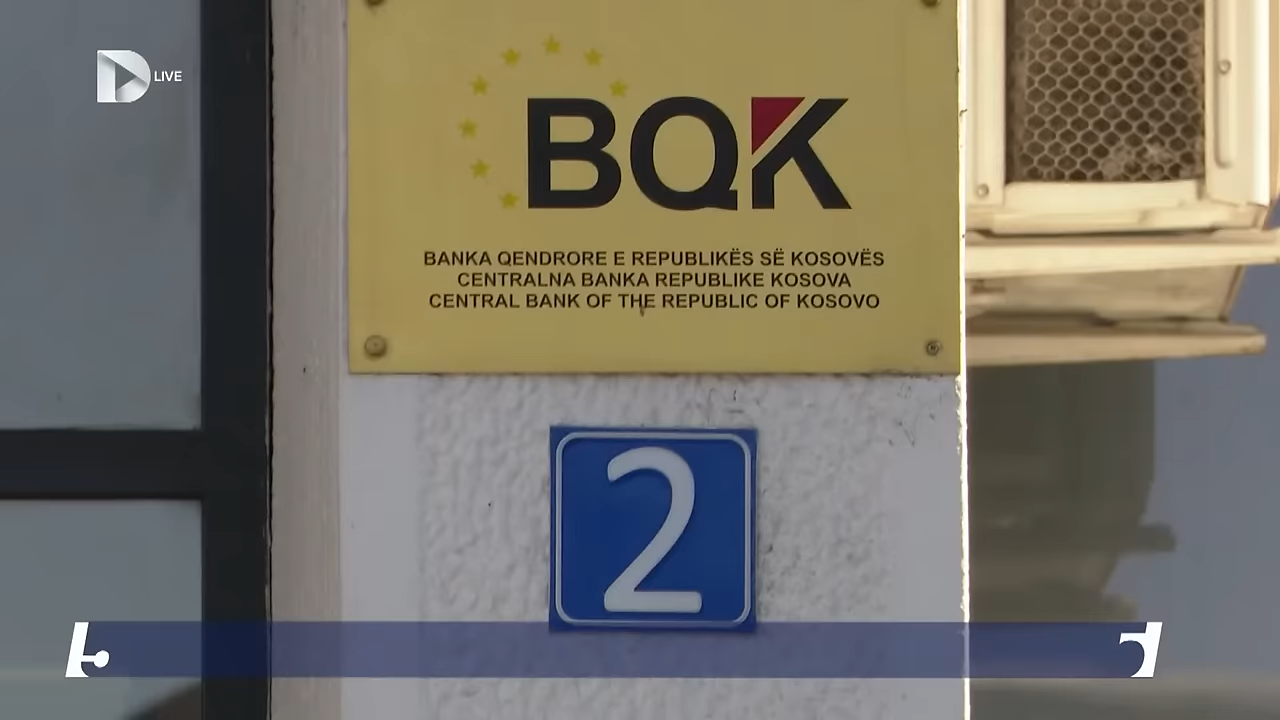 LIVE
BQK
BANKA QENDRORE E REPUBLIKËS SË KOSOVËS
CENTRALNA BANKA REPUBLIKE KOSOVA
CENTRAL BANK OF THE REPUBLIC OF KOSOVO
2